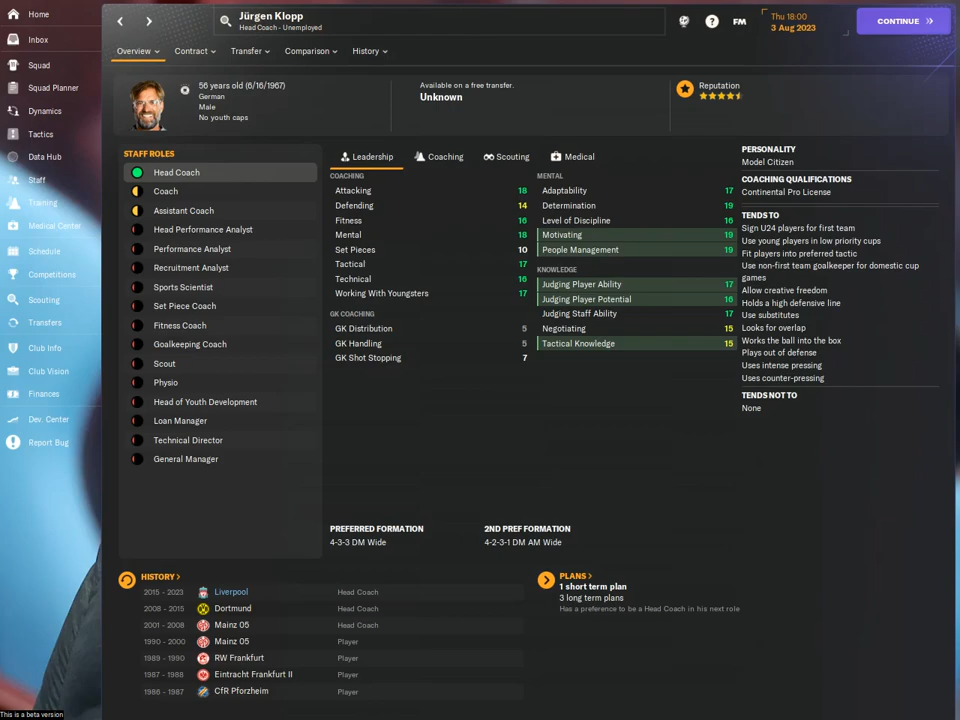 Home
Inbox
Squad
Squad Planner
Dynamics
Tactics
Data Hub
Staff
Training
Medical Center
Schedule
Competitions
Scouting
Transfers
Club Info
Club Vision
Finances
Dev. Center
Report Bug
This is a beta version
Jürgen Klopp
Head Coach - Unemployed
FM
Thu 18:00
3 Aug 2023
CONTINUE
Overview
Contract
Transfer
Comparison
History
56 years old (6/16/1967)
German
Male
No youth caps
Available on a free transfer.
Unknown
Reputation
STAFF ROLES
Head Coach
Coach
Assistant Coach
Head Performance Analyst
Performance Analyst
Recruitment Analyst
Sports Scientist
Set Piece Coach
Fitness Coach
Goalkeeping Coach
Scout
Physio
Head of Youth Development
Loan Manager
Technical Director
General Manager
Leadership
Coaching
Scouting
Medical
COACHING
Attacking 18
Defending 14
Fitness 16
Mental 18
Set Pieces 10
Tactical 17
Technical 16
Working With Youngsters 17
GK COACHING
GK Distribution 5
GK Handling 5
GK Shot Stopping 7
MENTAL
Adaptability 17
Determination 19
Level of Discipline 16
Motivating 19
People Management 19
KNOWLEDGE
Judging Player Ability 17
Judging Player Potential 16
Judging Staff Ability 17
Negotiating 15
Tactical Knowledge 15
PERSONALITY
Model Citizen
COACHING QUALIFICATIONS
Continental Pro License
TENDS TO
Sign U24 players for first team
Use young players in low priority cups
Fit players into preferred tactic
Use non-first team goalkeeper for domestic cup
games
Allow creative freedom
Holds a high defensive line
Use substitutes
Looks for overlap
Works the ball into the box
Plays out of defense
Uses intense pressing
Uses counter-pressing
TENDS NOT TO
None
PREFERRED FORMATION
4-3-3 DM Wide
2ND PREF FORMATION
4-2-3-1 DM AM Wide
HISTORY >
2015 - 2023 Liverpool Head Coach
2008 - 2015 Dortmund Head Coach
2001 - 2008 Mainz 05 Head Coach
1990 - 2000 Mainz 05 Player
1989 - 1990 RW Frankfurt Player
1987 - 1988 Eintracht Frankfurt II Player
1986 - 1987 CfR Pforzheim Player
PLANS >
1 short term plan
3 long term plans
Has a preference to be a Head Coach in his next role